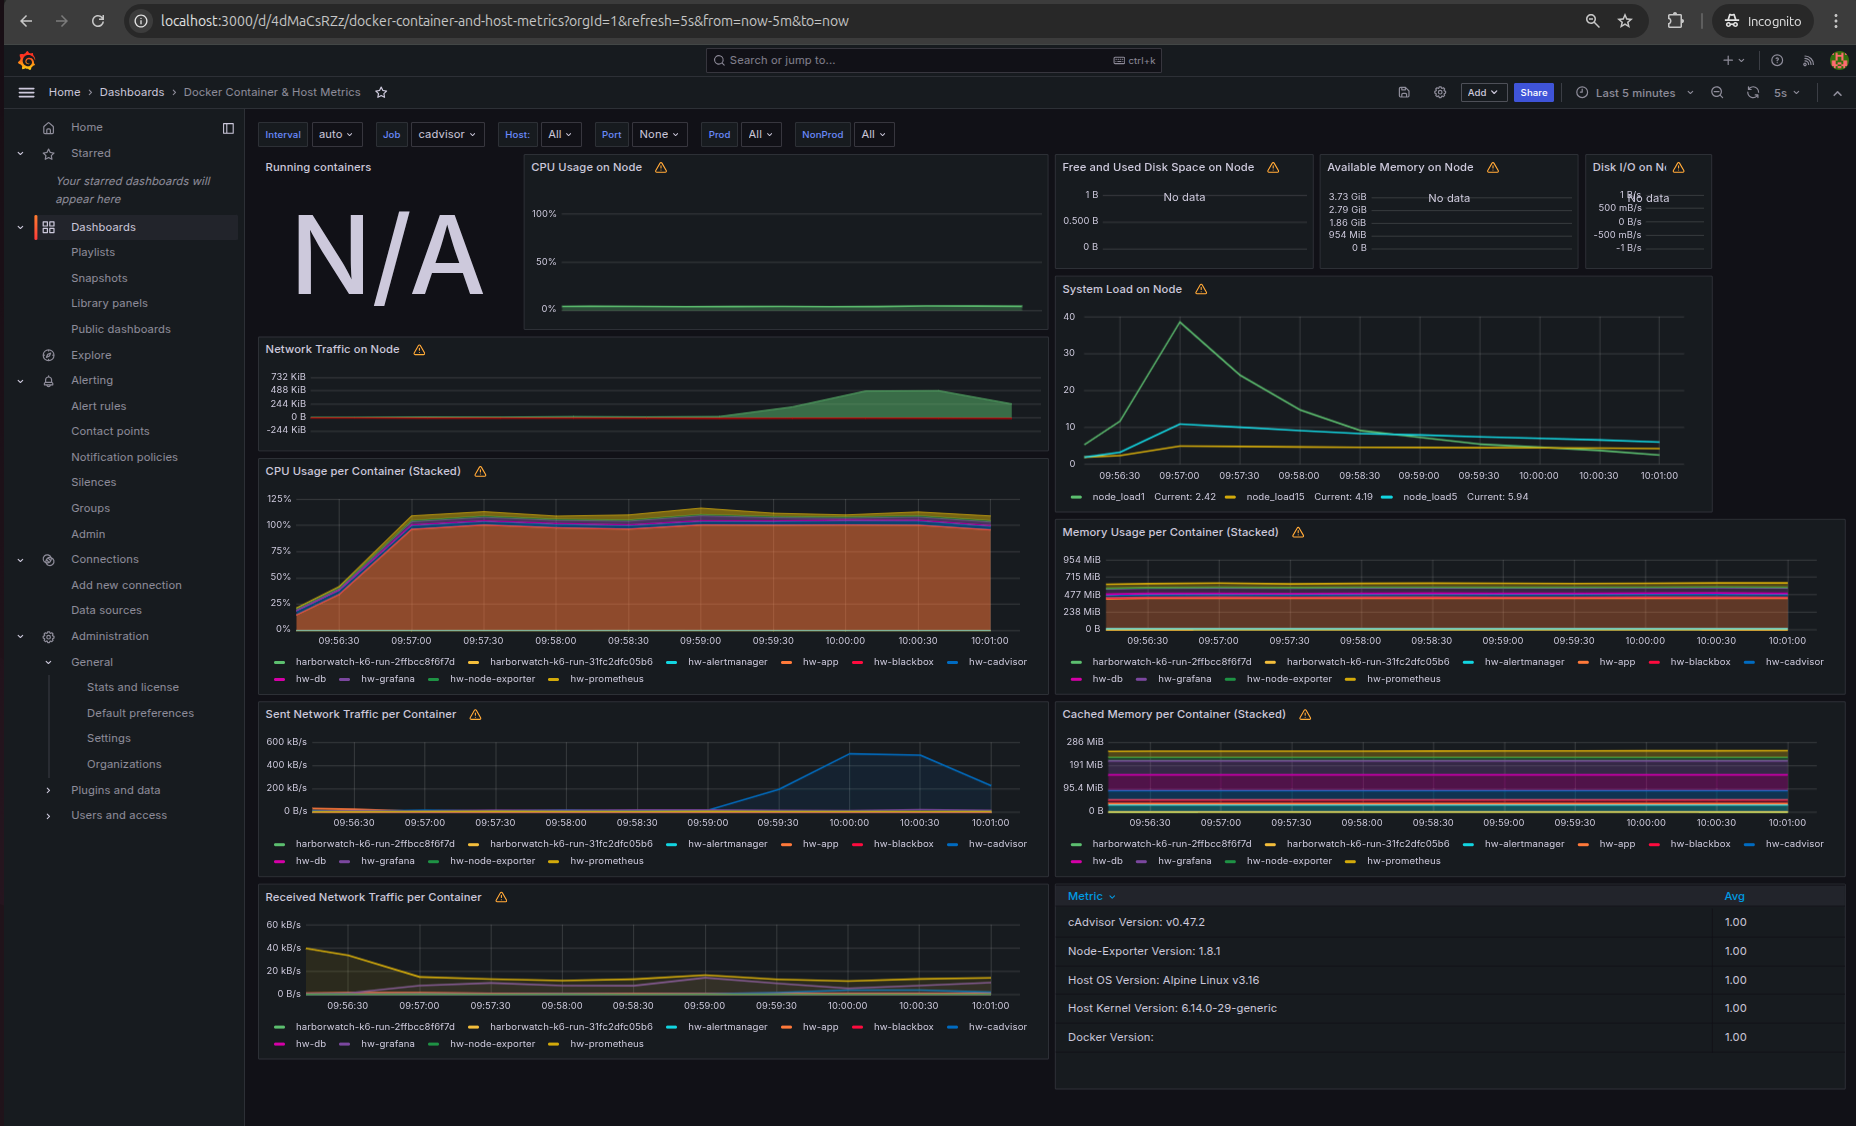 localhost:3000/d/4dMaCsRZz/docker-container-and-host-metrics?orgId=1&refresh=5s&from=now-5m&to=now
Incognito
Search or jump to...
ctrl+k
Home › Dashboards › Docker Container & Host Metrics
Add
Share
Last 5 minutes
5s
Home
Starred
Your starred dashboards will
appear here
Dashboards
Playlists
Snapshots
Library panels
Public dashboards
Explore
Alerting
Alert rules
Contact points
Notification policies
Silences
Groups
Admin
Connections
Add new connection
Data sources
Administration
General
Stats and license
Default preferences
Settings
Organizations
Plugins and data
Users and access
Interval auto Job cadvisor Host: All Port None Prod All NonProd All
Running containers
N/A
CPU Usage on Node
100%
50%
0%
Free and Used Disk Space on Node
No data
1 B
0.500 B
0 B
Available Memory on Node
No data
3.73 GiB
2.79 GiB
1.86 GiB
954 MiB
0 B
Disk I/O on N
No data
1 B/s
500 mB/s
0 B/s
-500 mB/s
-1 B/s
Network Traffic on Node
732 KiB
488 KiB
244 KiB
0 B
-244 KiB
System Load on Node
40
30
20
10
0
09:56:30 09:57:00 09:57:30 09:58:00 09:58:30 09:59:00 09:59:30 10:00:00 10:00:30 10:01:00
node_load1 Current: 2.42 node_load15 Current: 4.19 node_load5 Current: 5.94
CPU Usage per Container (Stacked)
125%
100%
75%
50%
25%
0%
09:56:30 09:57:00 09:57:30 09:58:00 09:58:30 09:59:00 09:59:30 10:00:00 10:00:30 10:01:00
harborwatch-k6-run-2ffbcc8f6f7d harborwatch-k6-run-31fc2dfc05b6 hw-alertmanager hw-app hw-blackbox hw-cadvisor
hw-db hw-grafana hw-node-exporter hw-prometheus
Memory Usage per Container (Stacked)
954 MiB
715 MiB
477 MiB
238 MiB
0 B
09:56:30 09:57:00 09:57:30 09:58:00 09:58:30 09:59:00 09:59:30 10:00:00 10:00:30 10:01:00
harborwatch-k6-run-2ffbcc8f6f7d harborwatch-k6-run-31fc2dfc05b6 hw-alertmanager hw-app hw-blackbox hw-cadvisor
hw-db hw-grafana hw-node-exporter hw-prometheus
Sent Network Traffic per Container
600 kB/s
400 kB/s
200 kB/s
0 B/s
09:56:30 09:57:00 09:57:30 09:58:00 09:58:30 09:59:00 09:59:30 10:00:00 10:00:30 10:01:00
harborwatch-k6-run-2ffbcc8f6f7d harborwatch-k6-run-31fc2dfc05b6 hw-alertmanager hw-app hw-blackbox hw-cadvisor
hw-db hw-grafana hw-node-exporter hw-prometheus
Cached Memory per Container (Stacked)
286 MiB
191 MiB
95.4 MiB
0 B
09:56:30 09:57:00 09:57:30 09:58:00 09:58:30 09:59:00 09:59:30 10:00:00 10:00:30 10:01:00
harborwatch-k6-run-2ffbcc8f6f7d harborwatch-k6-run-31fc2dfc05b6 hw-alertmanager hw-app hw-blackbox hw-cadvisor
hw-db hw-grafana hw-node-exporter hw-prometheus
Received Network Traffic per Container
60 kB/s
40 kB/s
20 kB/s
0 B/s
09:56:30 09:57:00 09:57:30 09:58:00 09:58:30 09:59:00 09:59:30 10:00:00 10:00:30 10:01:00
harborwatch-k6-run-2ffbcc8f6f7d harborwatch-k6-run-31fc2dfc05b6 hw-alertmanager hw-app hw-blackbox hw-cadvisor
hw-db hw-grafana hw-node-exporter hw-prometheus
Metric Avg
cAdvisor Version: v0.47.2 1.00
Node-Exporter Version: 1.8.1 1.00
Host OS Version: Alpine Linux v3.16 1.00
Host Kernel Version: 6.14.0-29-generic 1.00
Docker Version: 1.00